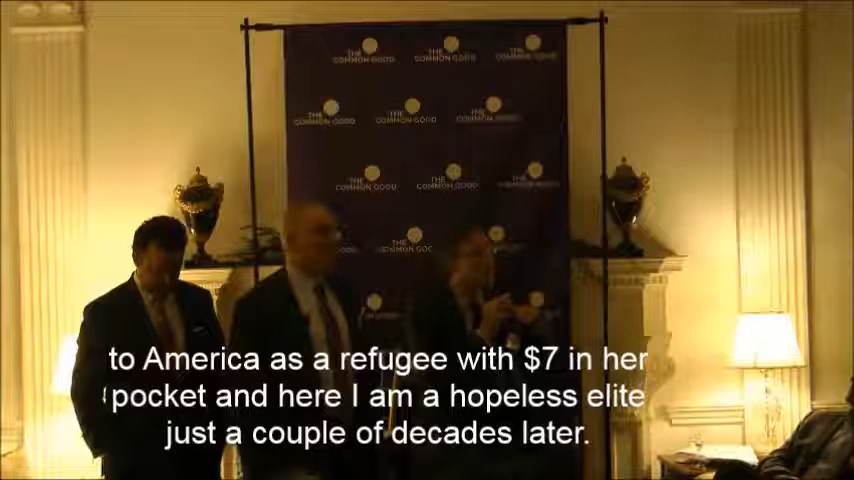 THE
COMMON GOOD
THE
COMMON GOOD
THE
COMMON GOOD
THE
COMMON GOOD
THE
COMMON GOOD
THE
COMMON GOOD
THE
COMMON GOOD
THE
COMMON GOOD
THE
COMMON GOOD
THE
to America as a refugee with $7 in her
pocket and here I am a hopeless elite
just a couple of decades later.